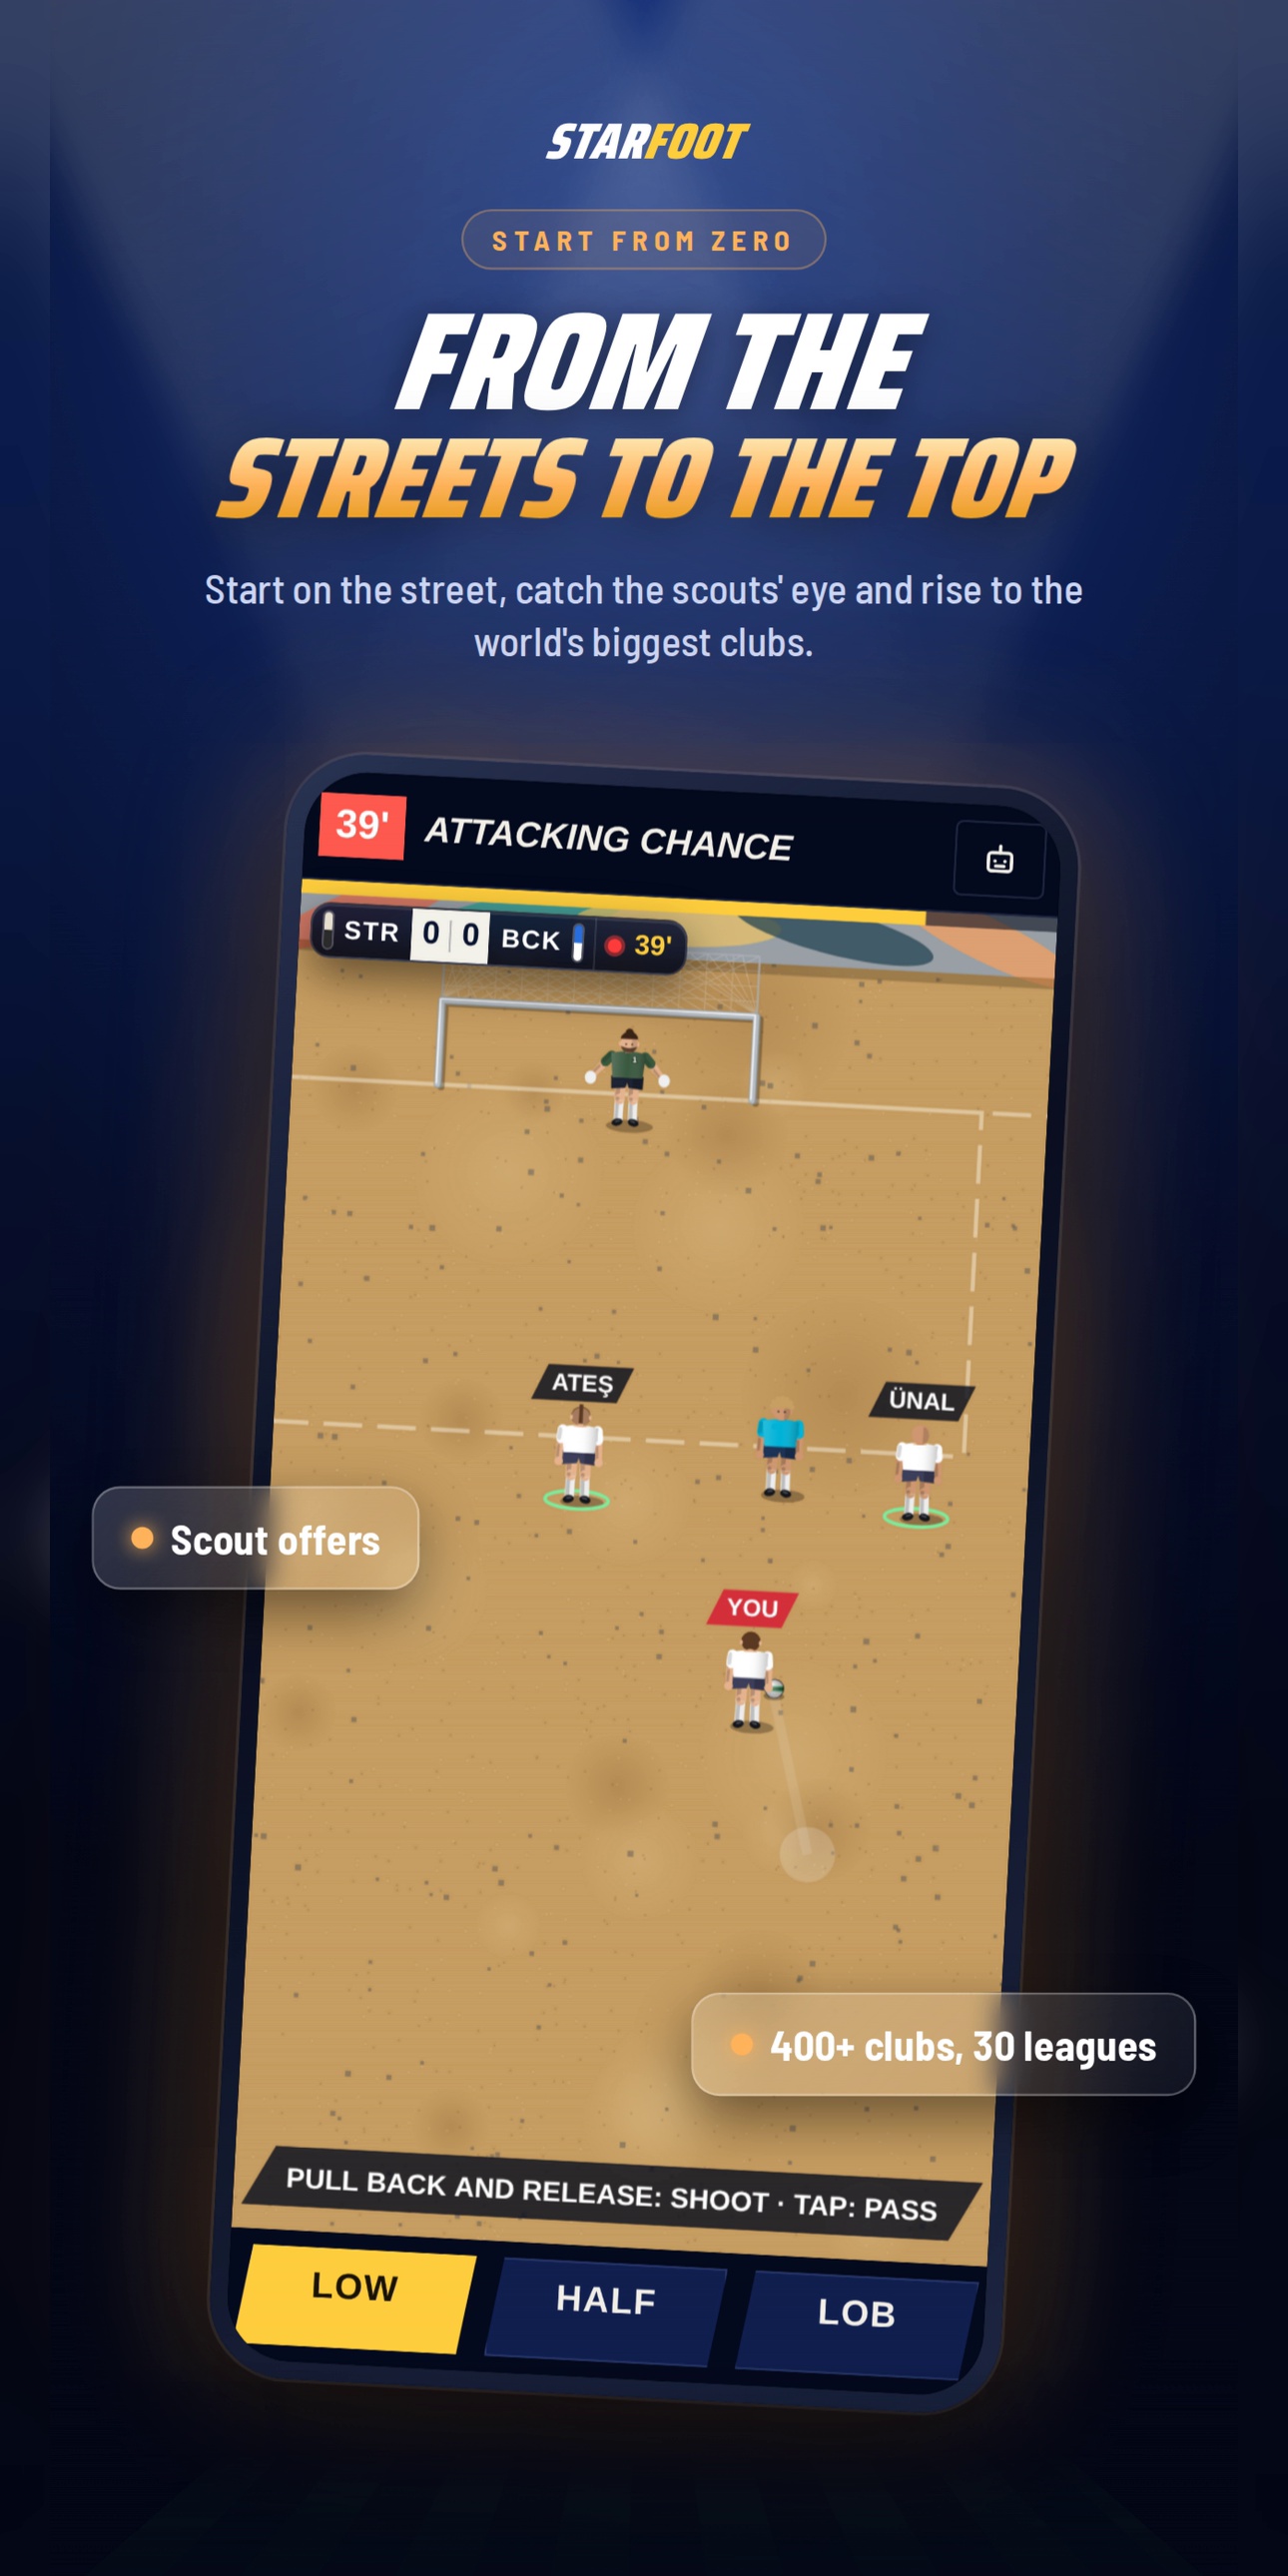 STARFOOT
START FROM ZERO
FROM THE
STREETS TO THE TOP
Start on the street, catch the scouts' eye and rise to the
world's biggest clubs.
39' ATTACKING CHANCE
STR 0 0 BCK 39'
1
ATEŞ
ÜNAL
Scout offers
YOU
400+ clubs, 30 leagues
PULL BACK AND RELEASE: SHOOT · TAP: PASS
LOW HALF LOB